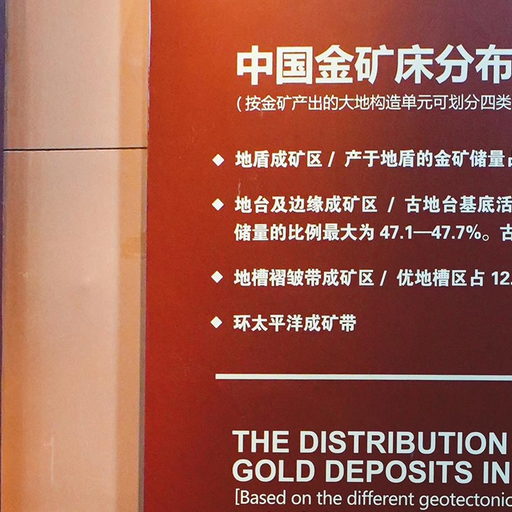 中国金矿床分布
（按金矿产出的大地构造单元可划分四类
◆ 地盾成矿区 / 产于地盾的金矿储量
◆ 地台及边缘成矿区 / 古地台基底活
储量的比例最大为 47.1—47.7%。古
◆ 地槽褶皱带成矿区 / 优地槽区占 12.
◆ 环太平洋成矿带
THE DISTRIBUTION
GOLD DEPOSITS IN
[Based on the different geotectonic